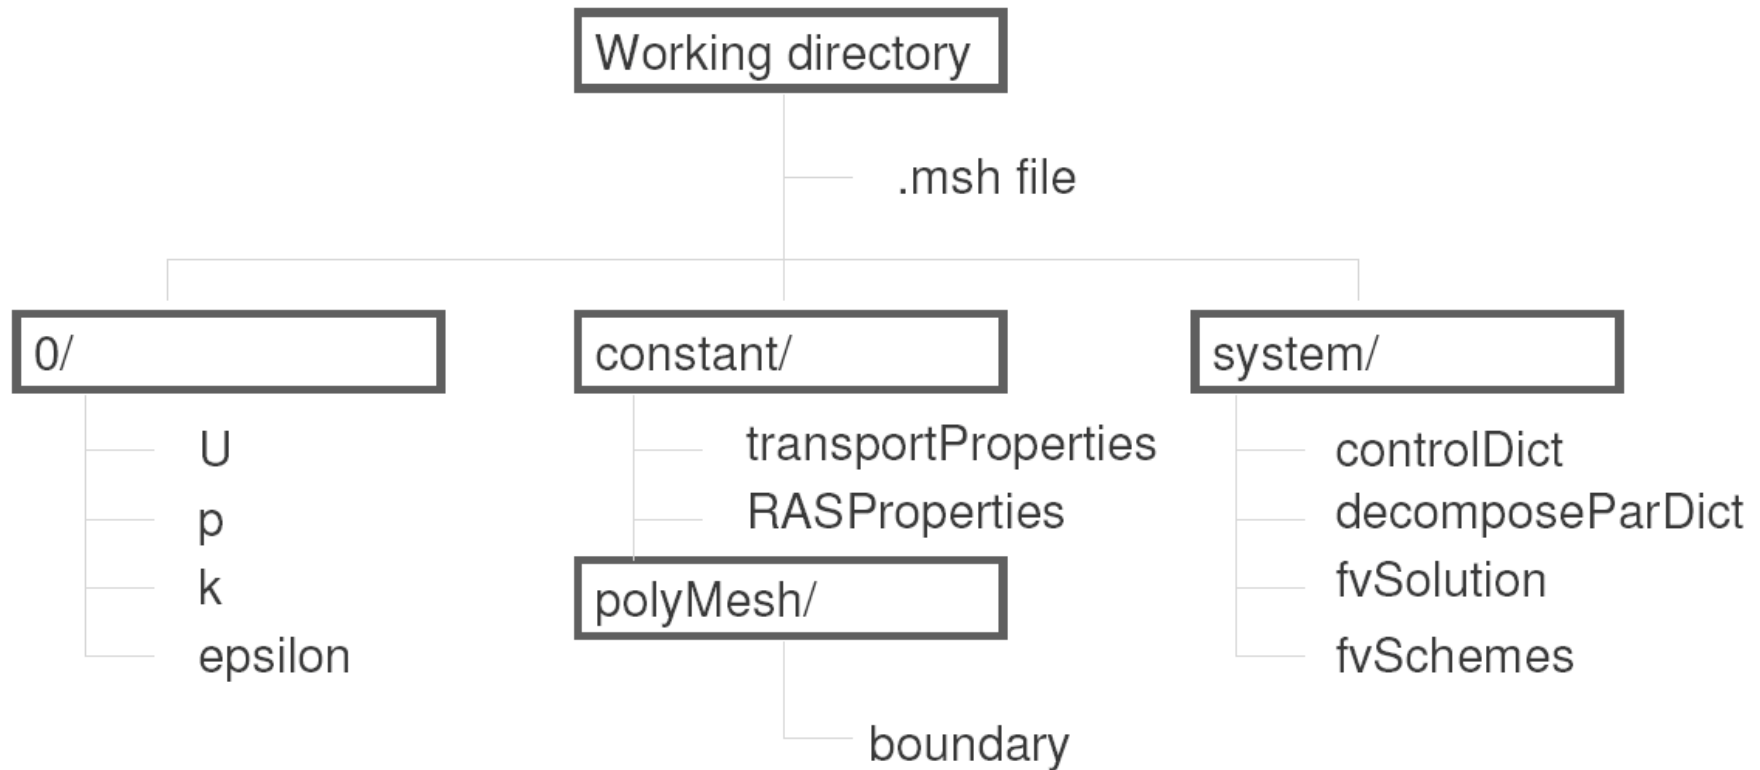 Working directory
.msh file
0/
U
p
k
epsilon
constant/
transportProperties
RASProperties
polyMesh/
boundary
system/
controlDict
decomposeParDict
fvSolution
fvSchemes